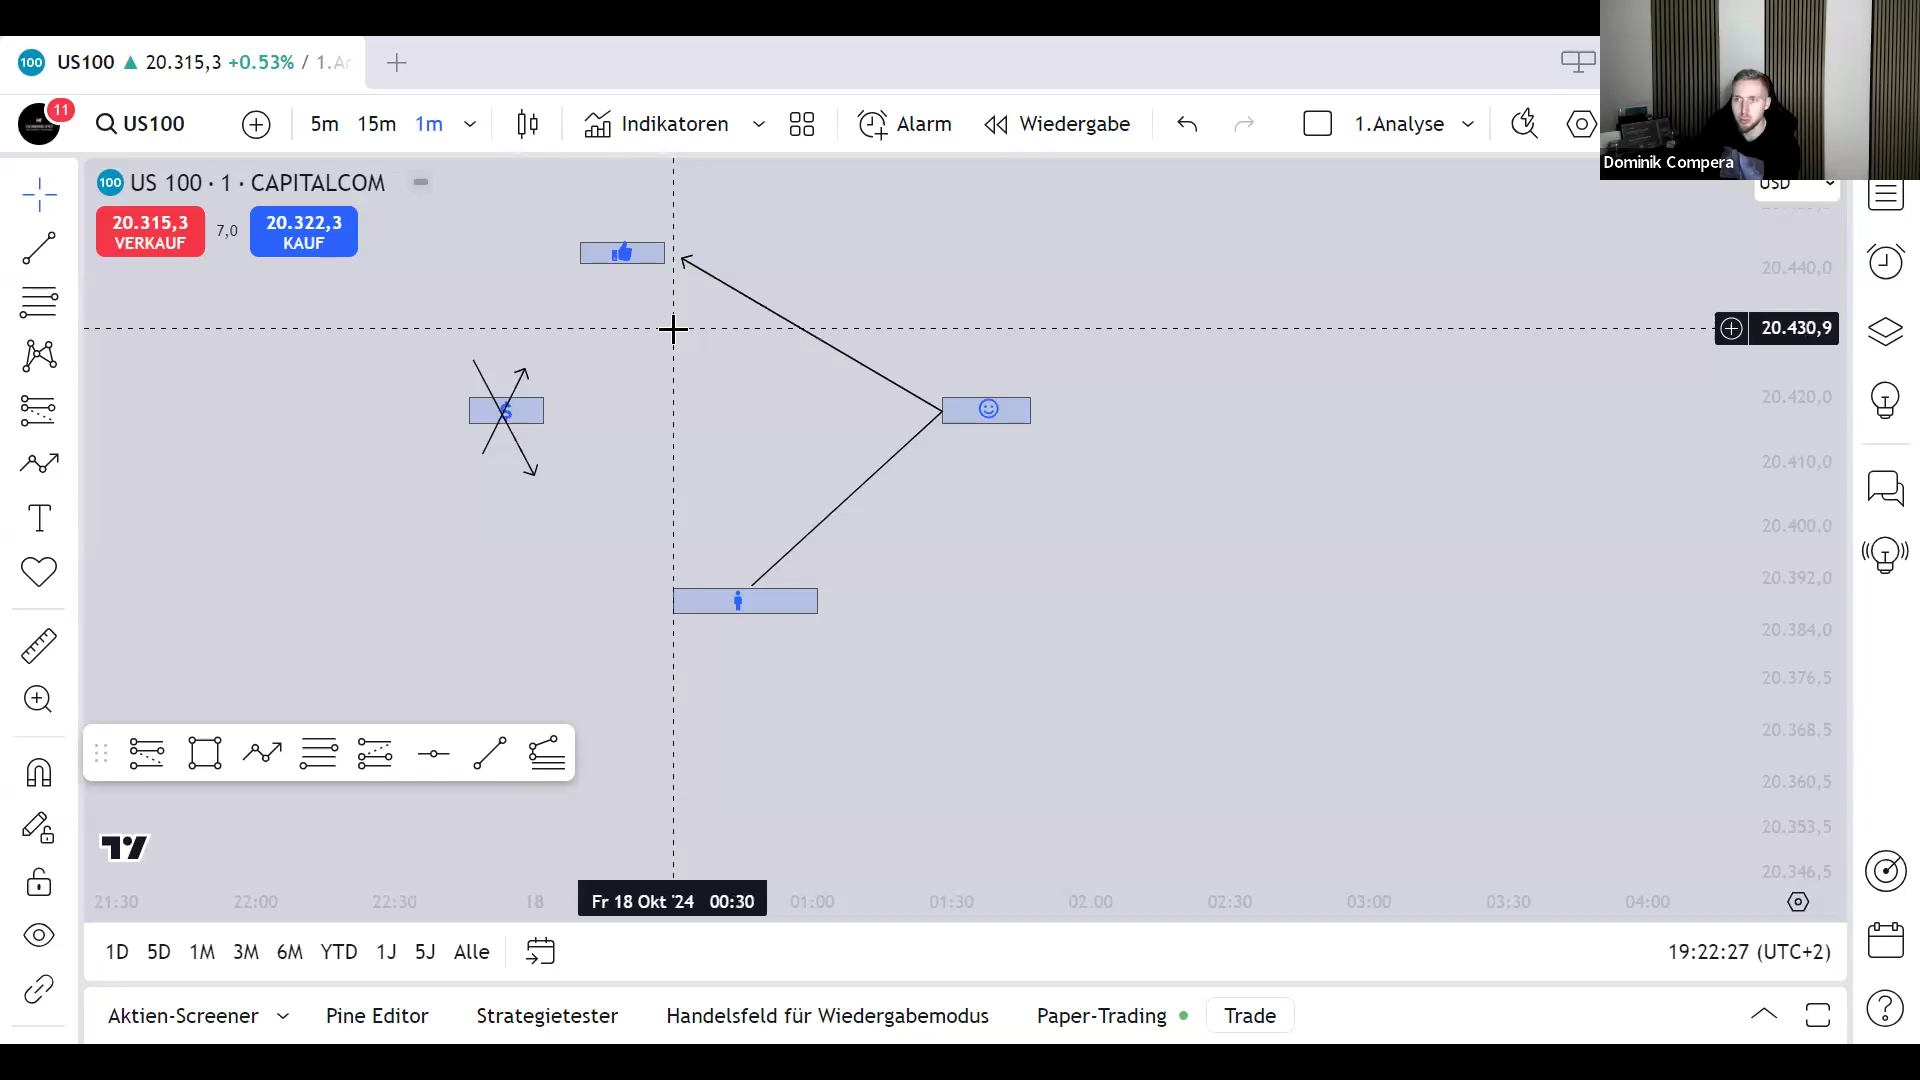 100 US100 20.315,3 +0.53% / 1.An
11
US100
5m 15m 1m
Indikatoren
Alarm
Wiedergabe
1.Analyse
Dominik Compera
100 US 100 · 1 · CAPITALCOM
USD
20.315,3
VERKAUF
7,0
20.322,3
KAUF
20.440,0
20.430,9
20.420,0
20.410,0
20.400,0
20.392,0
20.384,0
20.376,5
20.368,5
20.360,5
20.353,5
20.346,5
21:30 22:00 22:30 18 Fr 18 Okt '24 00:30 01:00 01:30 02:00 02:30 03:00 03:30 04:00
1D 5D 1M 3M 6M YTD 1J 5J Alle
19:22:27 (UTC+2)
Aktien-Screener Pine Editor Strategietester Handelsfeld für Wiedergabemodus Paper-Trading Trade